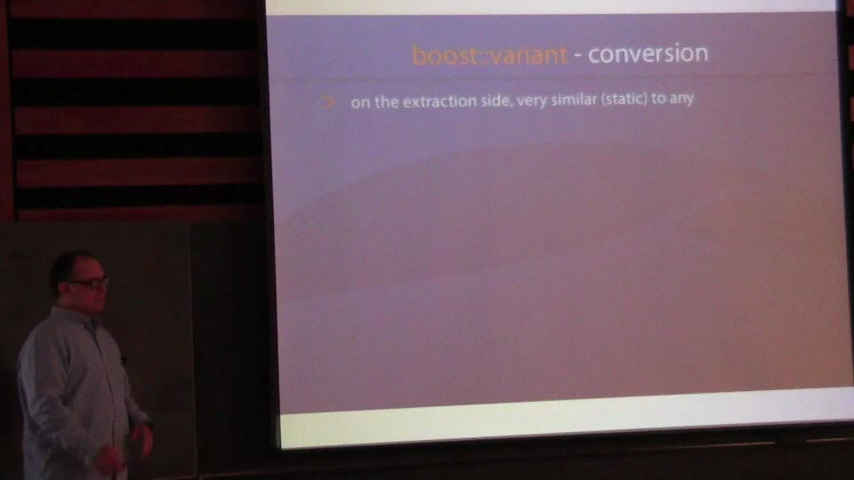 boost::variant - conversion
> on the extraction side, very similar (static) to any